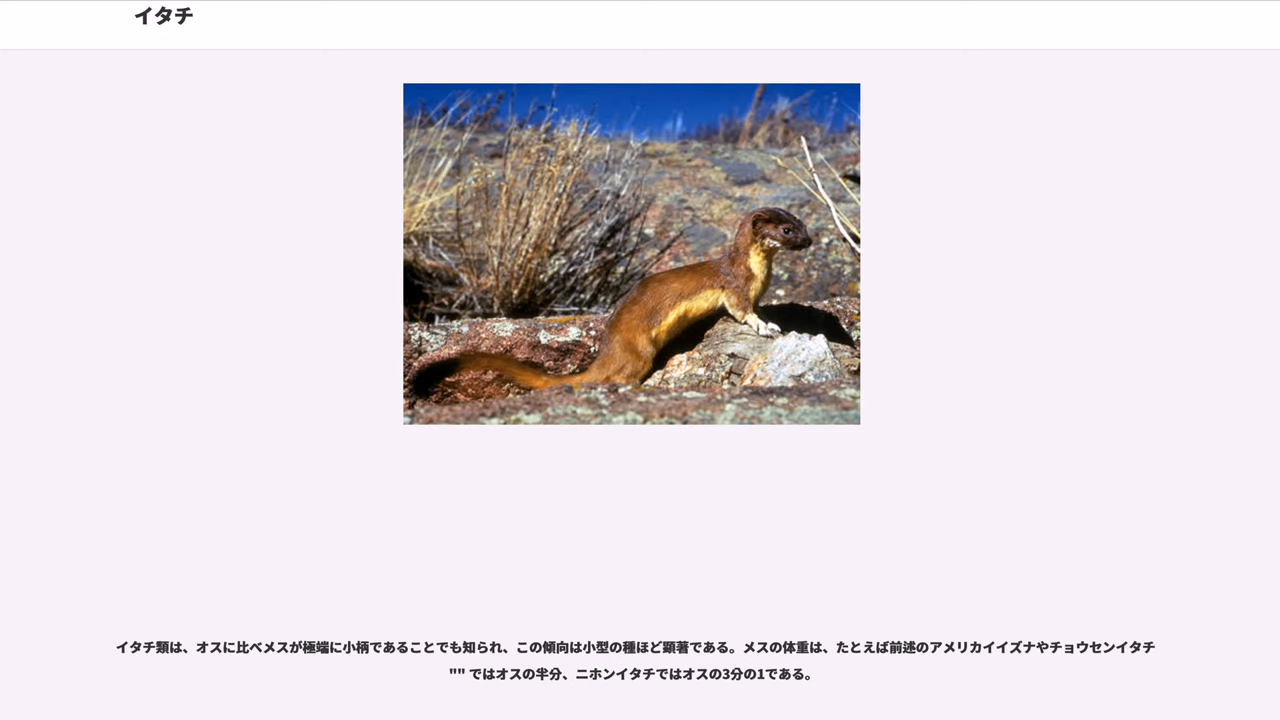 イタチ
イタチ類は、オスに比べメスが極端に小柄であることでも知られ、この傾向は小型の種ほど顕著である。メスの体重は、たとえば前述のアメリカイイズナやチョウセンイタチ
"" ではオスの半分、ニホンイタチではオスの3分の1である。